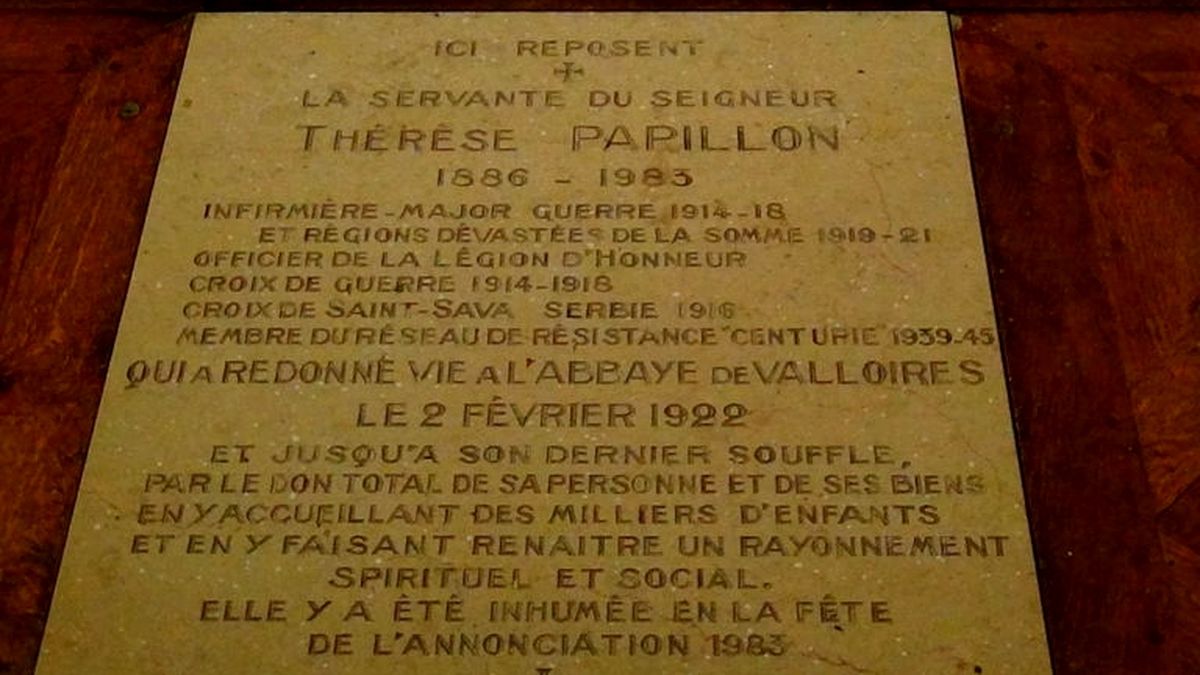 ICI REPOSENT
LA SERVANTE DU SEIGNEUR
THÉRÈSE PAPILLON
1886 - 1983
INFIRMIÈRE-MAJOR GUERRE 1914-18
ET RÉGIONS DÉVASTÉES DE LA SOMME 1919-21
OFFICIER DE LA LÉGION D'HONNEUR
CROIX DE GUERRE 1914-1918
CROIX DE SAINT-SAVA SERBIE 1916
MEMBRE DU RÉSEAU DE RÉSISTANCE "CENTURIE" 1939-45
QUI A REDONNÉ VIE A L'ABBAYE DE VALLOIRES
LE 2 FÉVRIER 1922
ET JUSQU'A SON DERNIER SOUFFLE,
PAR LE DON TOTAL DE SA PERSONNE ET DE SES BIENS
EN Y ACCUEILLANT DES MILLIERS D'ENFANTS
ET EN Y FAISANT RENAITRE UN RAYONNEMENT
SPIRITUEL ET SOCIAL.
ELLE Y A ÉTÉ INHUMÉE EN LA FÊTE
DE L'ANNONCIATION 1983